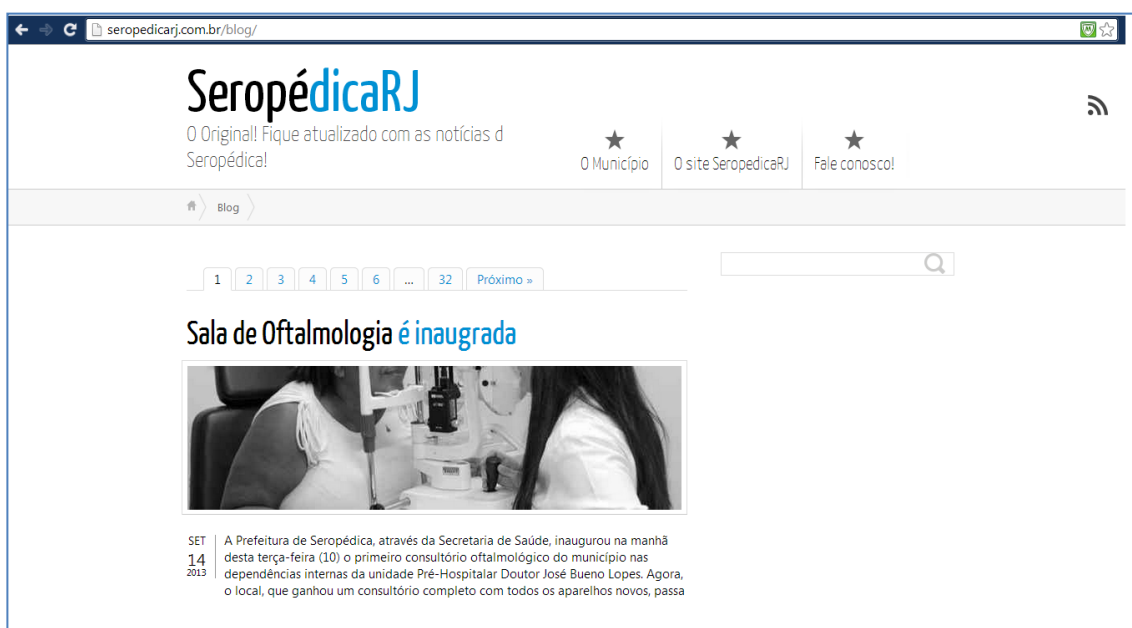 seropedicarj.com.br/blog/
SeropédicaRJ
O Original! Fique atualizado com as notícias d
Seropédica!
O Município
O site SeropedicaRJ
Fale conosco!
Blog
1 2 3 4 5 6 ... 32 Próximo »
Sala de Oftalmologia é inaugrada
SET
14
2013
A Prefeitura de Seropédica, através da Secretaria de Saúde, inaugurou na manhã
desta terça-feira (10) o primeiro consultório oftalmológico do município nas
dependências internas da unidade Pré-Hospitalar Doutor José Bueno Lopes. Agora,
o local, que ganhou um consultório completo com todos os aparelhos novos, passa